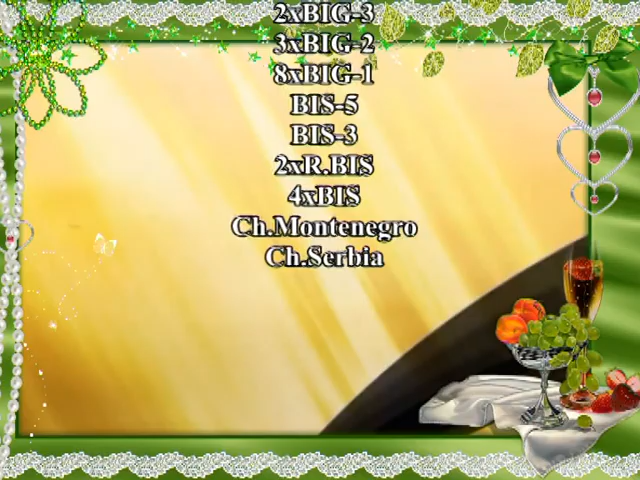 2xBIG-3
3xBIG-2
8xBIG-1
BIS-5
BIS-3
2xR.BIS
4xBIS
Ch.Montenegro
Ch.Serbia